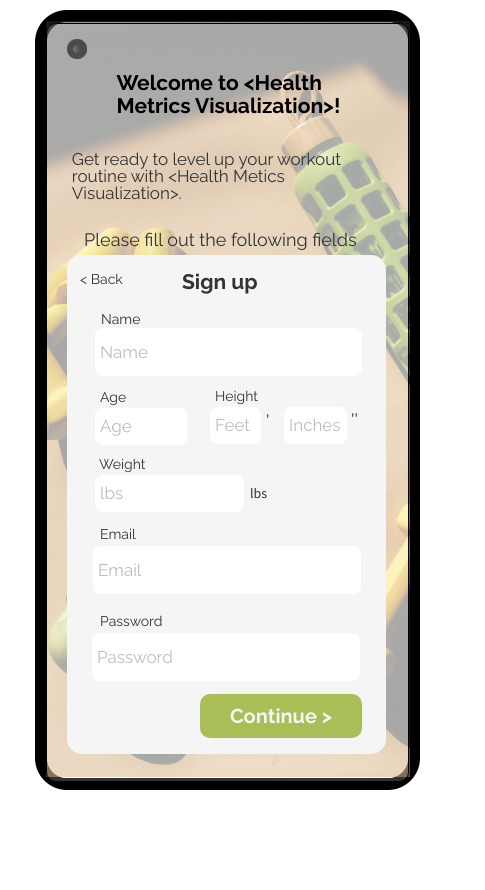 Welcome to <Health
Metrics Visualization>!
Get ready to level up your workout
routine with <Health Metics
Visualization>.
Please fill out the following fields
< Back
Sign up
Name
Name
Age
Height
Age
Feet ' Inches "
Weight
lbs lbs
Email
Email
Password
Password
Continue >